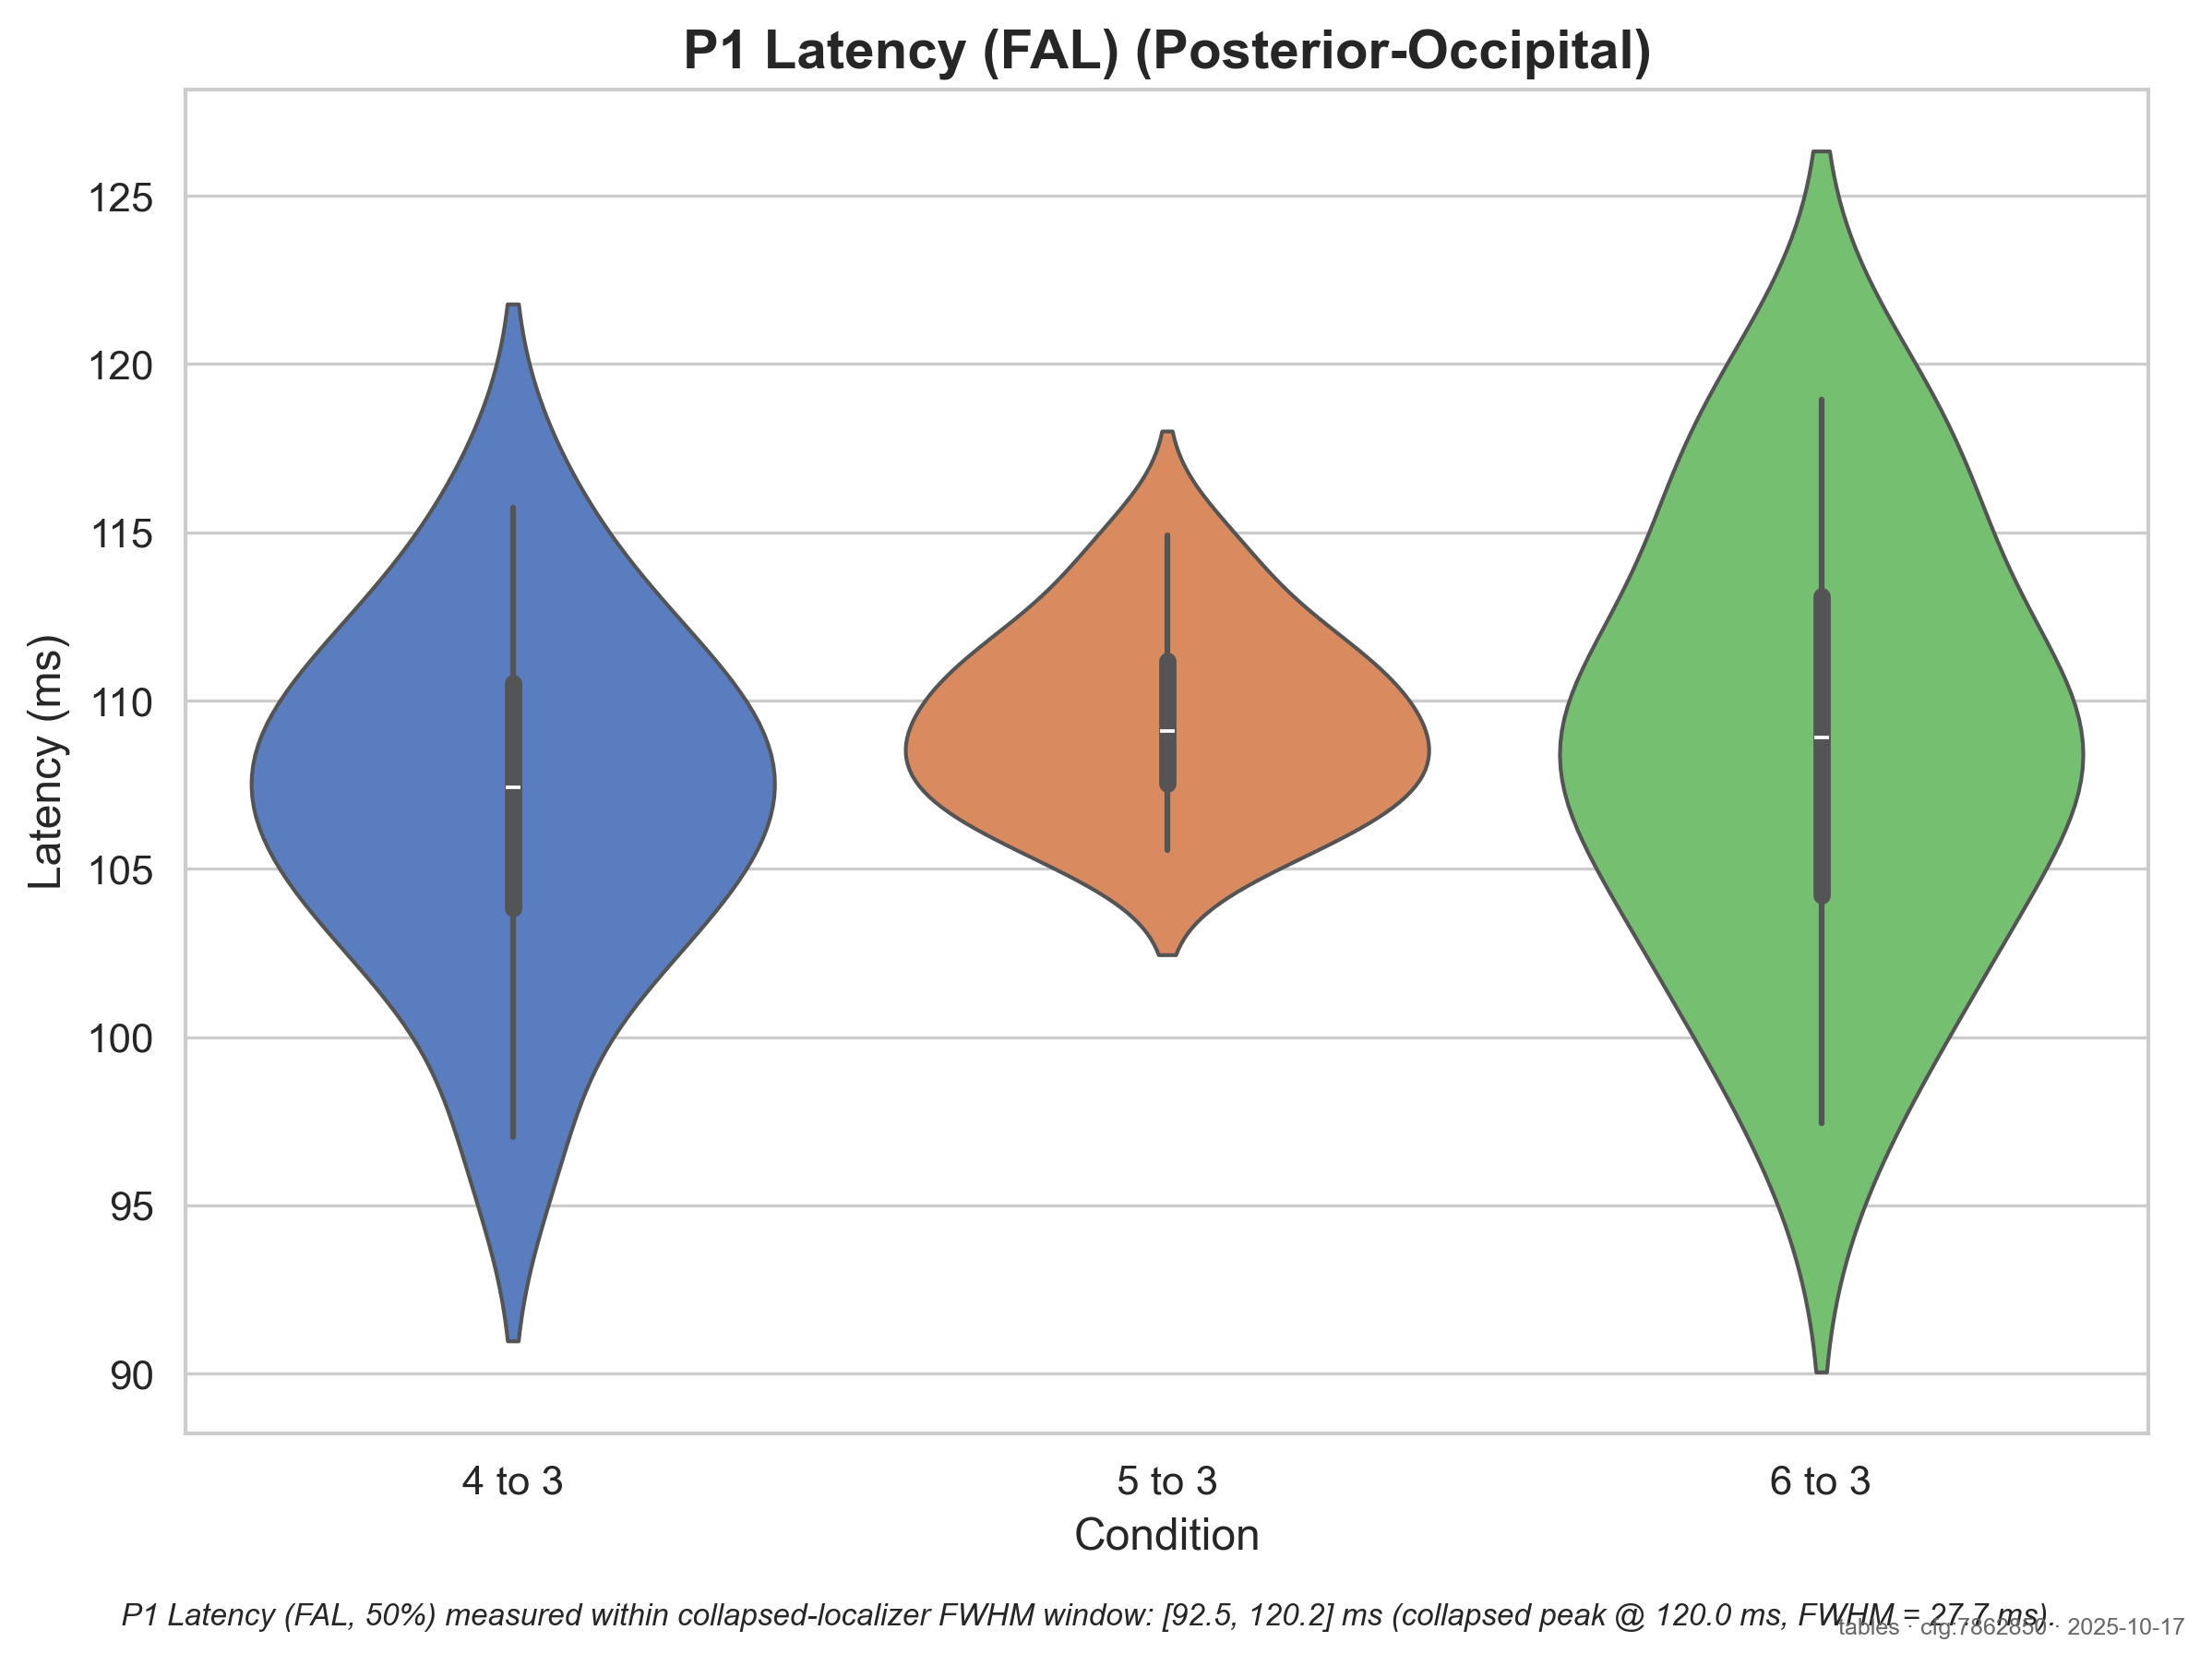 P1 Latency (FAL) (Posterior-Occipital)
Latency (ms)
125
120
115
110
105
100
95
90
4 to 3
5 to 3
6 to 3
Condition
P1 Latency (FAL, 50%) measured within collapsed-localizer FWHM window: [92.5, 120.2] ms (collapsed peak @ 120.0 ms, FWHM = 27.7 ms).
tables · cfg:7862850 · 2025-10-17